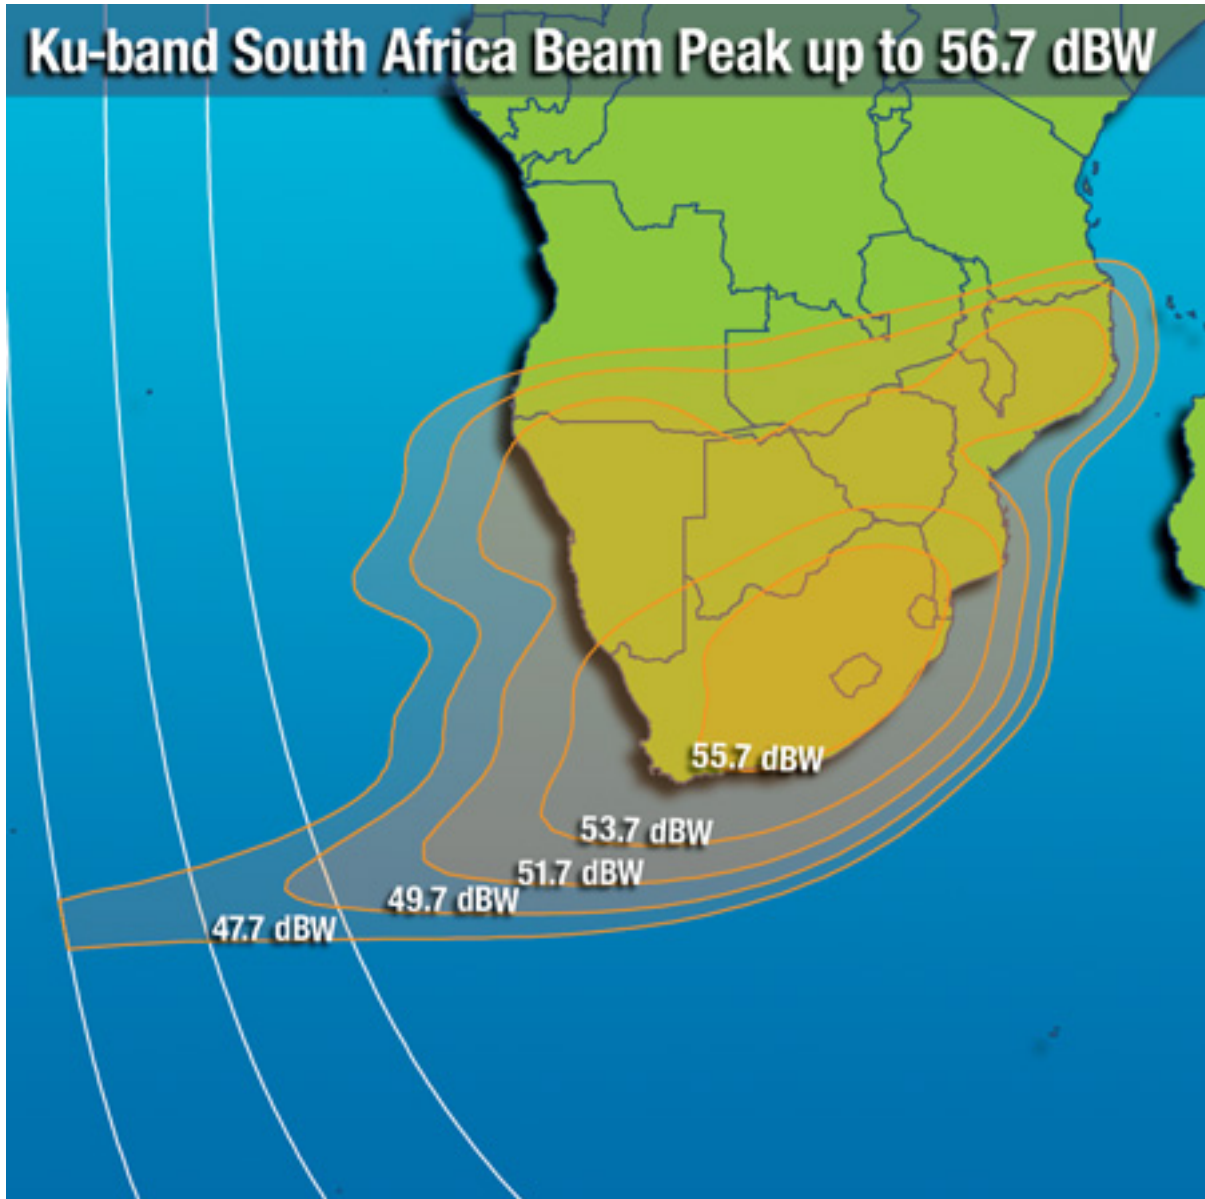 Ku-band South Africa Beam Peak up to 56.7 dBW
55.7 dBW
53.7 dBW
51.7 dBW
49.7 dBW
47.7 dBW